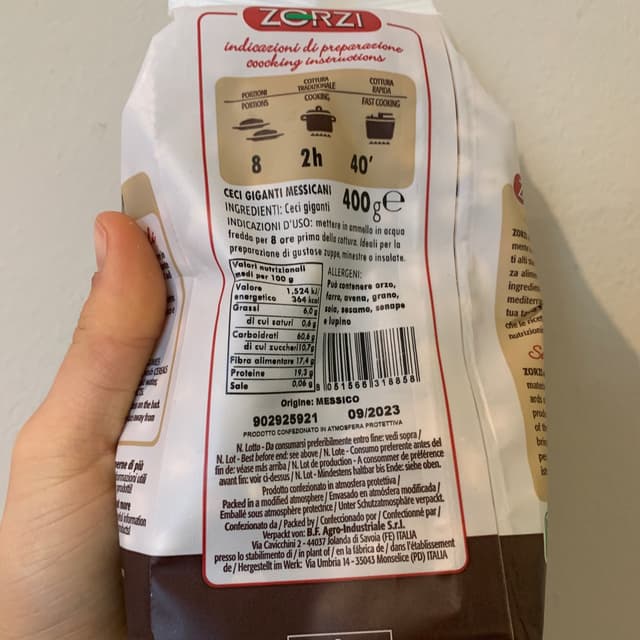 ZORZI
indicazioni di preparazione
coocking instructions
PORZIONI
PORTIONS
COTTURA
TRADIZIONALE
COOKING
COTTURA
RAPIDA
FAST COOKING
8
2h
40'
CECI GIGANTI MESSICANI
400 g e
INGREDIENTI: Ceci giganti
INDICAZIONI D'USO: mettere in ammollo in acqua
fredda per 8 ore prima della cottura. Ideali per la
preparazione di gustose zuppe, minestre o insalate.
Valori nutrizionali
medi per 100 g
Valore 1.524 kJ/
energetico 364 kcal
Grassi 6,0 g
di cui saturi 0,6 g
Carboidrati 60,6 g
di cui zuccheri 10,7 g
Fibra alimentare 17,4 g
Proteine 19,3 g
Sale 0,06 g
ALLERGENI:
Può contenere orzo,
farro, avena, grano,
soia, sesamo, senape
e lupino
8 051566 318858
Origine: MESSICO
902925921 09/2023
PRODOTTO CONFEZIONATO IN ATMOSFERA PROTETTIVA
N. Lotto - Da consumarsi preferibilmente entro fine: vedi sopra /
N. Lot - Best before end: see above / N. Lote - Consumo preferente antes del
fin de: véase más arriba / N. Lot de production - A consommer de préférence
avant fin: voir ci-dessus / N. Lot - Mindestens haltbar bis Ende: siehe oben.
Prodotto confezionato in atmosfera protettiva /
Packed in a modified atmosphere / Envasado en atmósfera modificada /
Emballé sous atmosphère protectrice / Unter Schutzatmosphäre verpackt.
Confezionato da / Packed by / Confeccionado por / Confectionné par /
Verpackt von: B.F. Agro-Industriale S.r.l.
Via Cavicchini 2 - 44037 Jolanda di Savoia (FE) ITALIA
presso lo stabilimento di / in plant of / en la fábrica de / dans l'établissement
de / Hergestellt im Werk: Via Umbria 14 - 35043 Monselice (PD) ITALIA